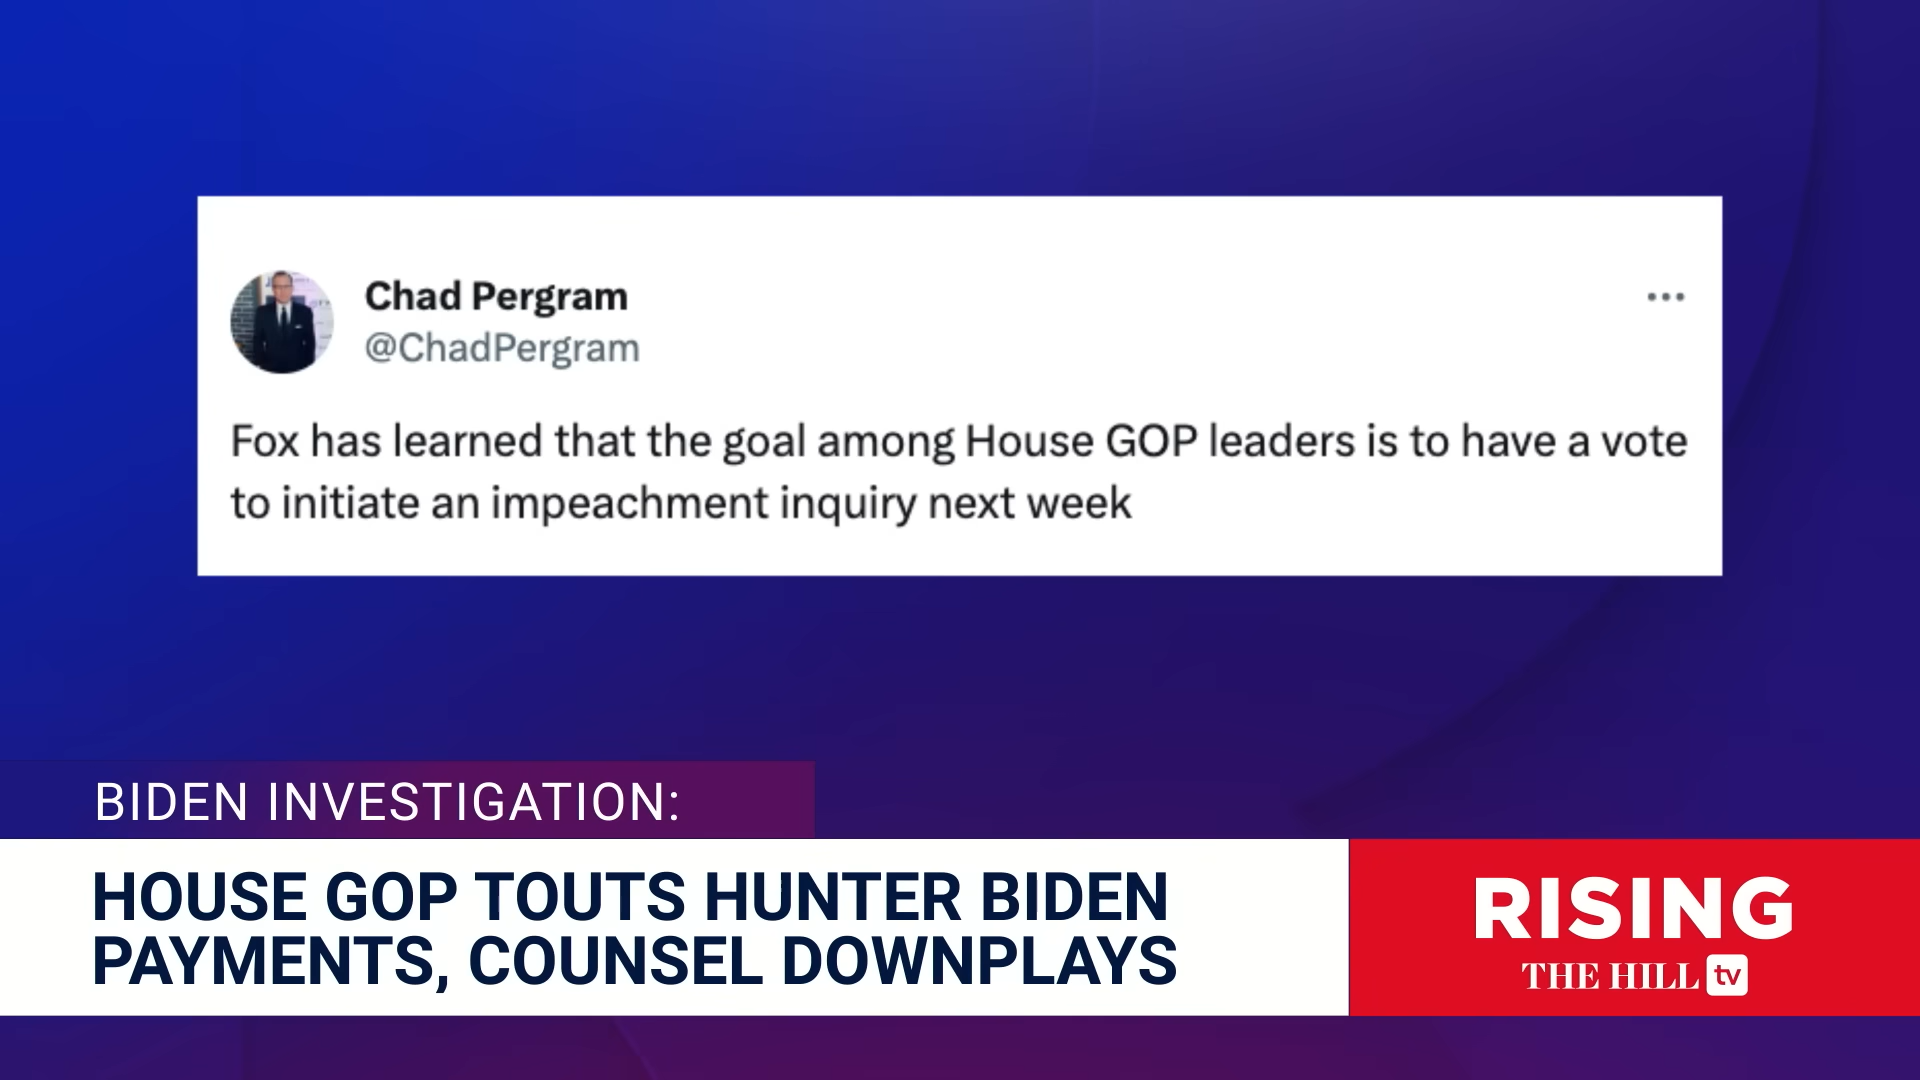 Chad Pergram
@ChadPergram
Fox has learned that the goal among House GOP leaders is to have a vote
to initiate an impeachment inquiry next week
BIDEN INVESTIGATION:
HOUSE GOP TOUTS HUNTER BIDEN
PAYMENTS, COUNSEL DOWNPLAYS
RISING
THE HILL tv